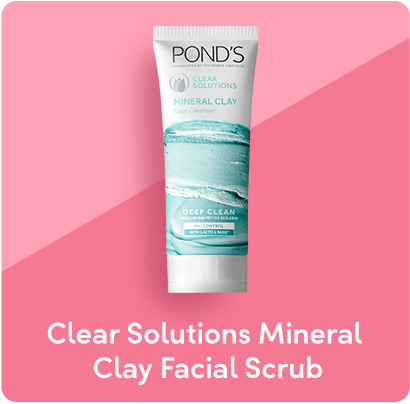 POND'S
CLEAR
SOLUTIONS
MINERAL CLAY
Face Cleanser
DEEP CLEAN
OIL CONTROL
Clear Solutions Mineral
Clay Facial Scrub